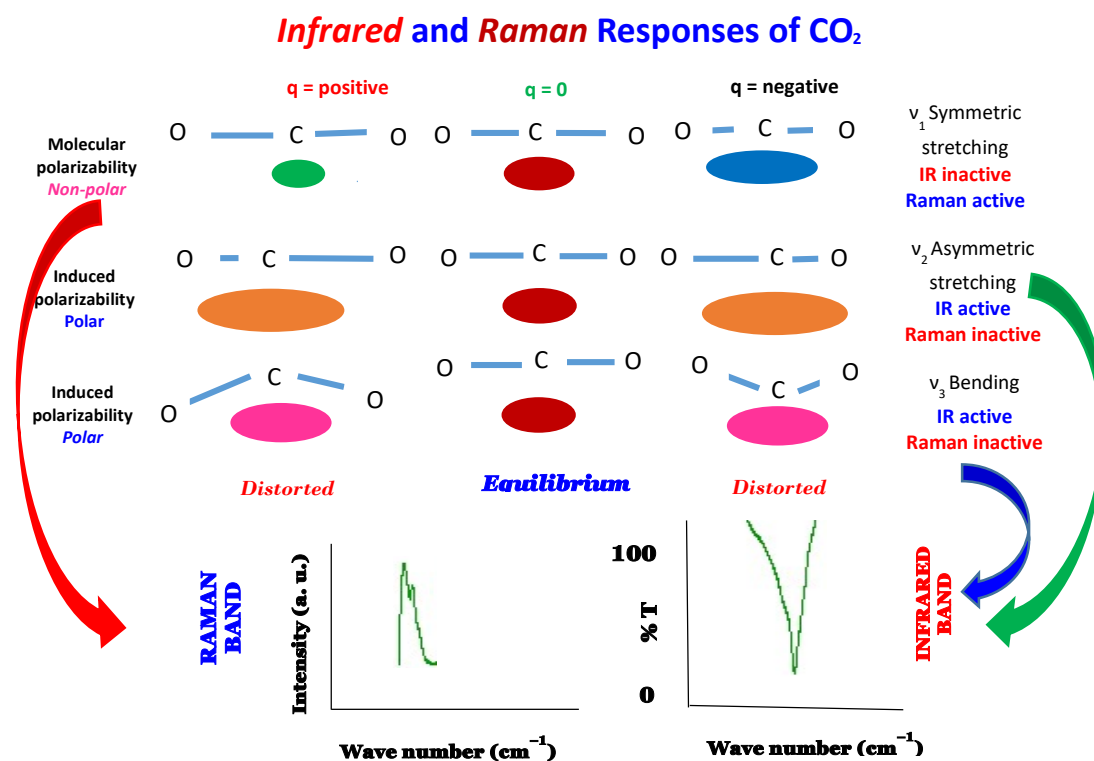 Infrared and Raman Responses of CO₂
q = positive
q = 0
q = negative
Molecular
polarizability
Non-polar
O C O
O C O
O C O
ν₁ Symmetric
stretching
IR inactive
Raman active
Induced
polarizability
Polar
O C O
O C O
O C O
ν₂ Asymmetric
stretching
IR active
Raman inactive
Induced
polarizability
Polar
O C O
O C O
O C O
ν₃ Bending
IR active
Raman inactive
Distorted
Equilibrium
Distorted
RAMAN
BAND
Intensity (a. u.)
Wave number (cm⁻¹)
100
% T
0
Wave number (cm⁻¹)
INFRARED
BAND